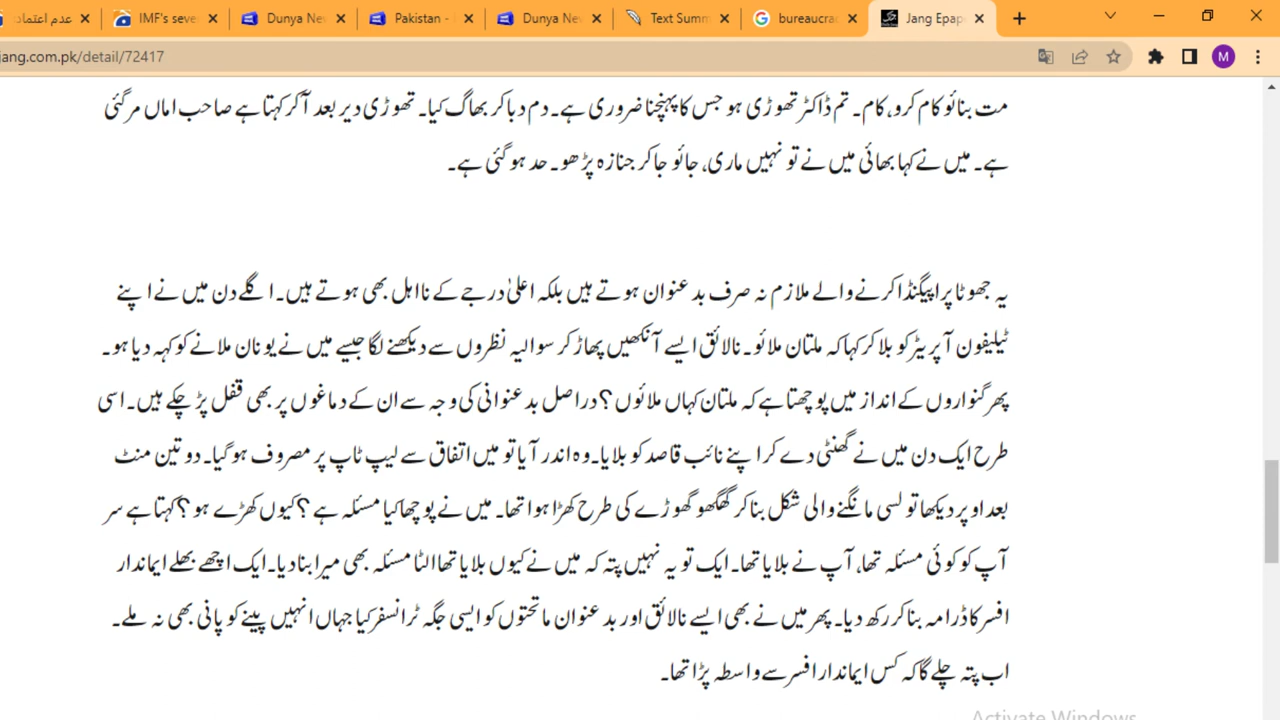 عدم اعتماد
IMF's seve
Dunya Ne
Pakistan -
Dunya Ne
Text Summ
bureaucra
Jang Epap
jang.com.pk/detail/72417
M
مت بنائو کام کرو، کام۔ تم ڈاکٹر تھوڑی ہو جس کا پہنچنا ضروری ہے۔ دم دبا کر بھاگ گیا۔ تھوڑی دیر بعد آکر کہتا ہے صاحب اماں مرگئی
ہے۔ میں نے کہا بھائی میں نے تو نہیں ماری، جائو جا کر جنازہ پڑھو۔ حد ہو گئی ہے۔
یہ جھوٹا پراپیگنڈا کرنے والے ملازم نہ صرف بد عنوان ہوتے ہیں بلکہ اعلیٰ درجے کے نااہل بھی ہوتے ہیں۔ اگلے دن میں نے اپنے
ٹیلیفون آپریٹر کو بلا کر کہا کہ ملتان ملائو۔ نالائق ایسے آنکھیں پھاڑ کر سوالیہ نظروں سے دیکھنے لگا جیسے میں نے یونان ملانے کو کہہ دیا ہو۔
پھر گنواروں کے انداز میں پوچھتا ہے کہ ملتان کہاں ملائوں؟ دراصل بد عنوانی کی وجہ سے ان کے دماغوں پر بھی قفل پڑ چکے ہیں۔ اسی
طرح ایک دن میں نے گھنٹی دے کر اپنے نائب قاصد کو بلایا۔ وہ اندر آیا تو میں اتفاق سے لیپ ٹاپ پر مصروف ہو گیا۔ دو تین منٹ
بعد اوپر دیکھا تو لسی مانگنے والی شکل بنا کر گھگھو گھوڑے کی طرح کھڑا ہوا تھا۔ میں نے پوچھا کیا مسئلہ ہے؟ کیوں کھڑے ہو؟ کہتا ہے سر
آپ کو کوئی مسئلہ تھا، آپ نے بلایا تھا۔ ایک تو یہ نہیں پتہ کہ میں نے کیوں بلایا تھا الٹا مسئلہ بھی میرا بنا دیا۔ ایک اچھے بھلے ایماندار
افسر کا ڈرامہ بنا کر رکھ دیا۔ پھر میں نے بھی ایسے نالائق اور بد عنوان ماتحتوں کو ایسی جگہ ٹرانسفر کیا جہاں انہیں پینے کو پانی بھی نہ ملے۔
اب پتہ چلے گا کہ کس ایماندار افسر سے واسطہ پڑا تھا۔
Activate Windows